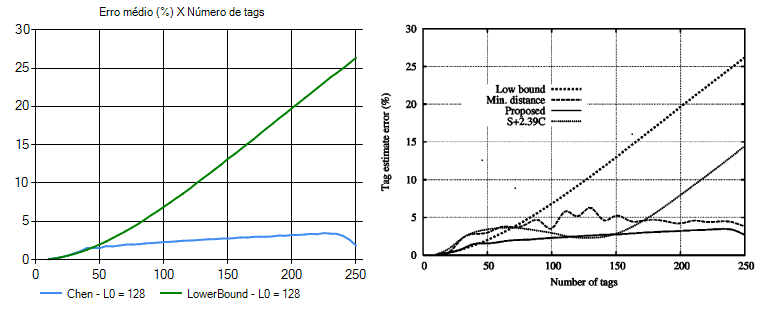 Erro médio (%) X Número de tags
30
25
20
15
10
5
0
0 50 100 150 200 250
Chen - L0 = 128 LowerBound - L0 = 128
30
25
20
15
10
5
0
Tag estimate error (%)
Low bound
Min. distance
Proposed
S+2.39C
0 50 100 150 200 250
Number of tags